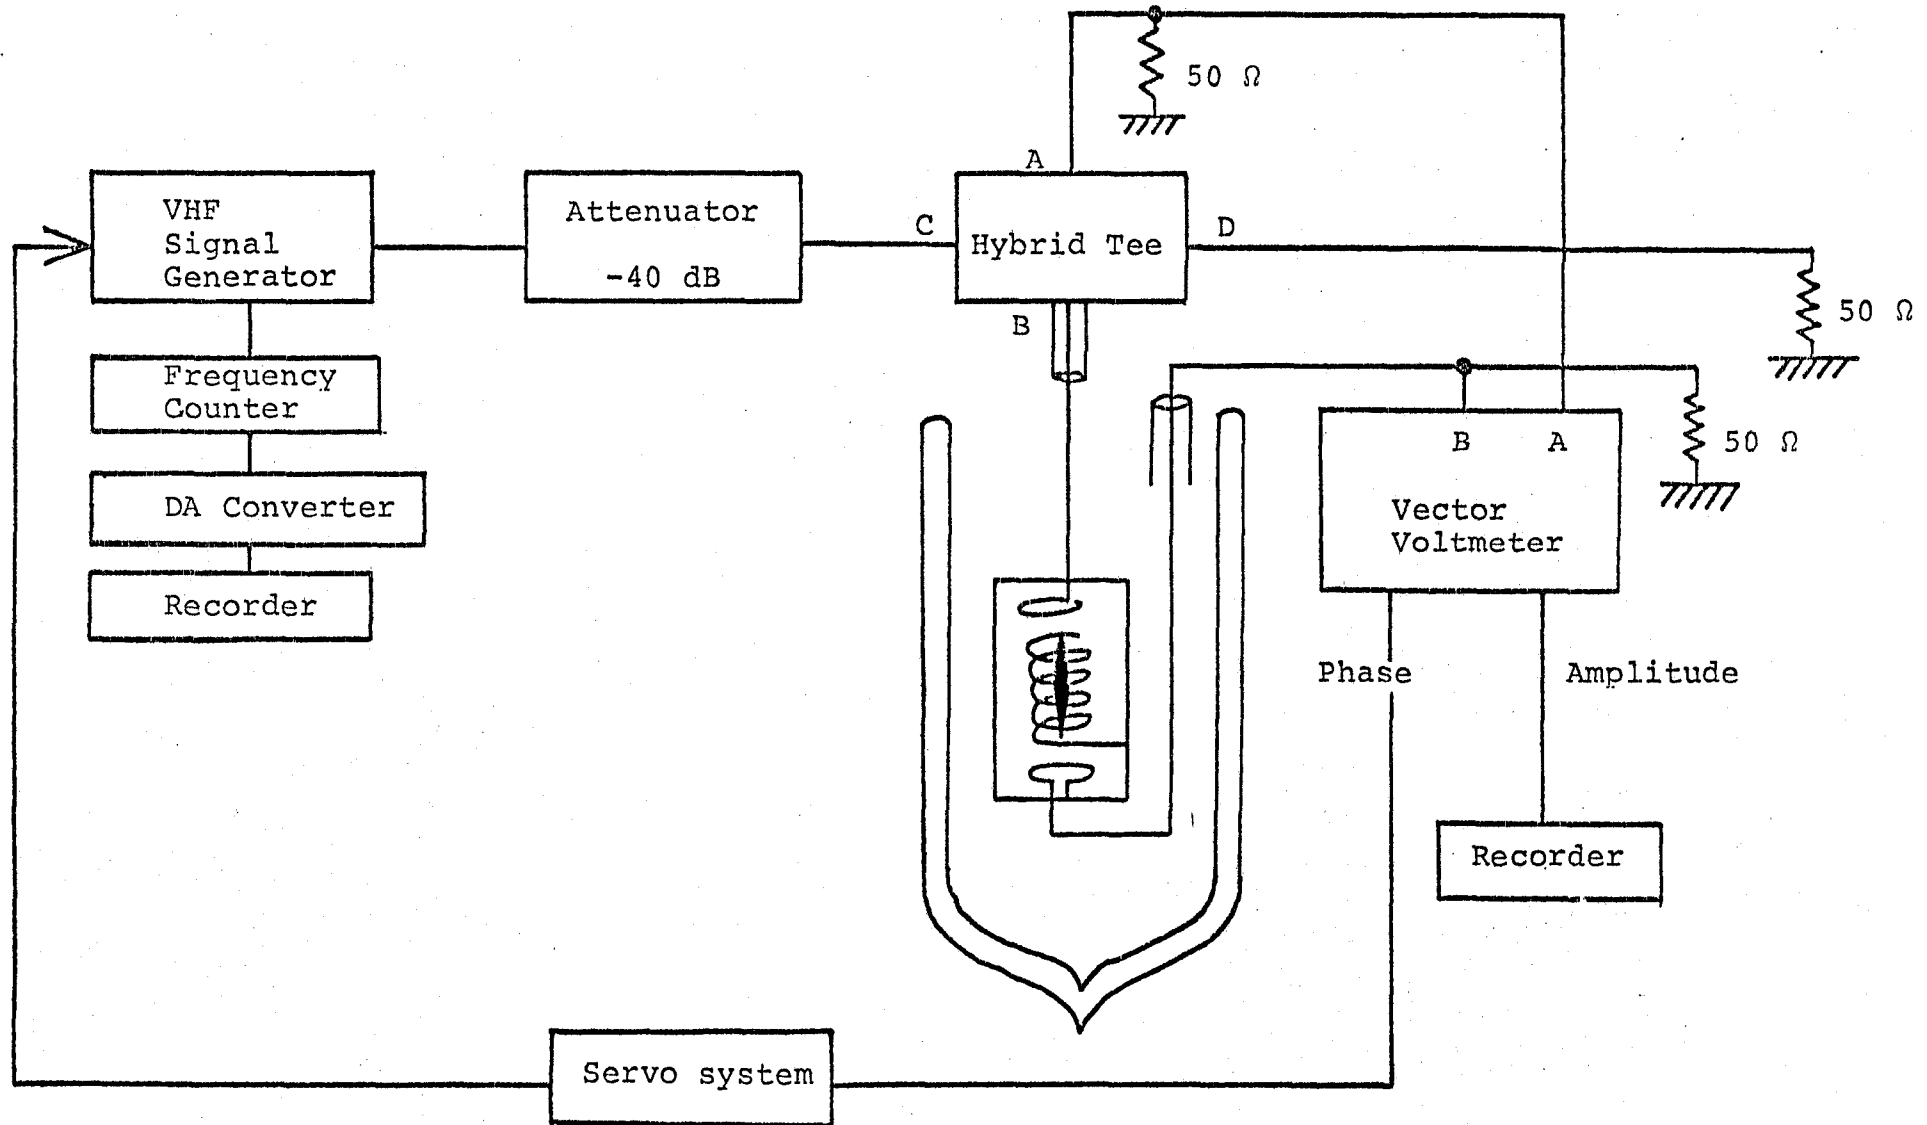 50 Ω
A
VHF
Signal
Generator
Attenuator
-40 dB
C
Hybrid Tee
D
B
50 Ω
Frequency
Counter
B A
50 Ω
DA Converter
Vector
Voltmeter
Recorder
Phase
Amplitude
Recorder
Servo system